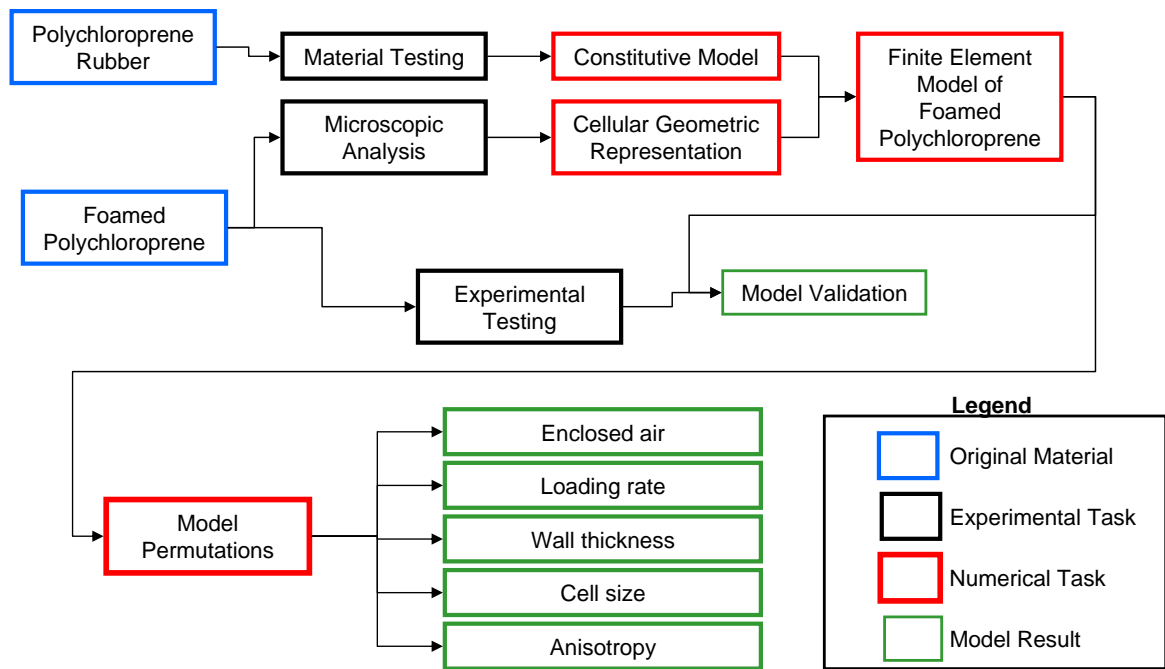 Polychloroprene
Rubber
Material Testing
Constitutive Model
Finite Element
Model of
Foamed
Polychloroprene
Microscopic
Analysis
Cellular Geometric
Representation
Foamed
Polychloroprene
Experimental
Testing
Model Validation
Model
Permutations
Enclosed air
Loading rate
Wall thickness
Cell size
Anisotropy
Legend
Original Material
Experimental Task
Numerical Task
Model Result